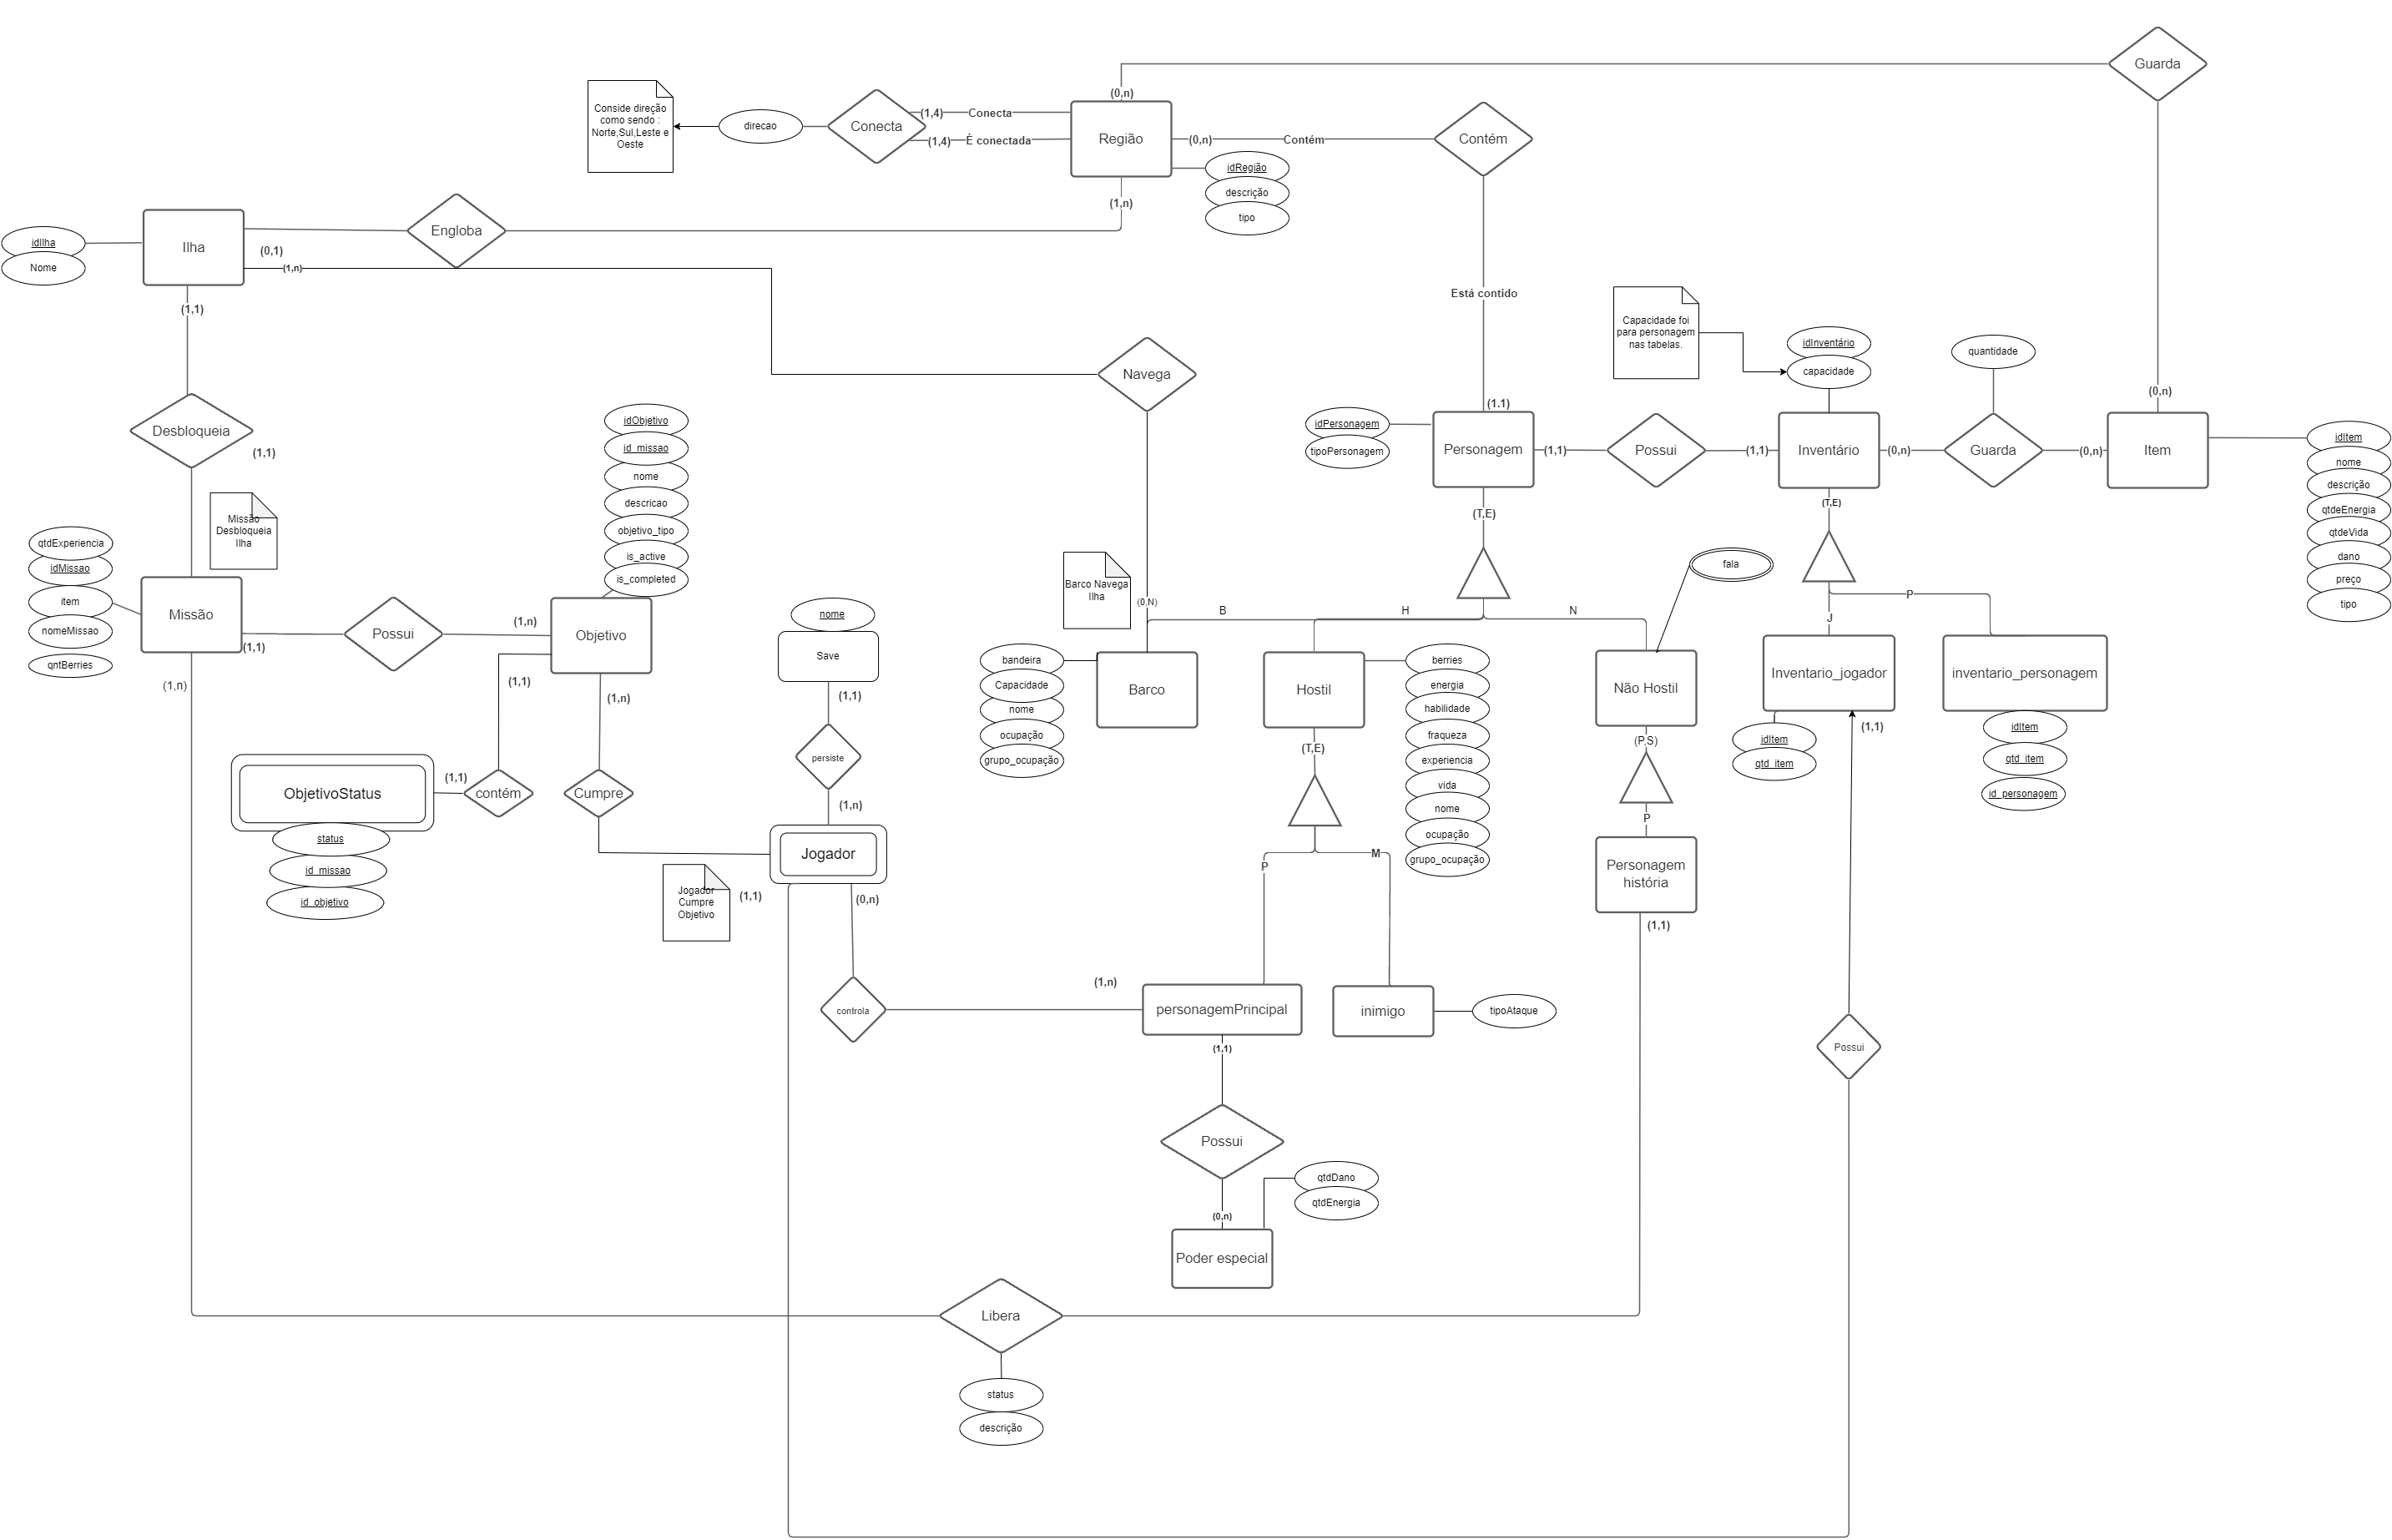 Guarda
Conside direção
como sendo :
Norte,Sul,Leste e
Oeste
direcao
Conecta
(1,4)
Conecta
(1,4)
É conectada
(0,n)
Região
(0,n)
Contém
Contém
idRegião
descrição
tipo
(1,n)
idIlha
Nome
Ilha
(0,1)
(1,n)
Engloba
(1,1)
Está contido
Navega
Capacidade foi
para personagem
nas tabelas.
idInventário
capacidade
quantidade
(0,n)
(1.1)
Desbloqueia
(1,1)
idObjetivo
id_missao
nome
descricao
objetivo_tipo
is_active
is_completed
idPersonagem
tipoPersonagem
Personagem
(1,1)
Possui
(1,1)
Inventário
(0,n)
Guarda
(0,n)
Item
idItem
nome
descrição
qtdeEnergia
qtdeVida
dano
preço
tipo
(T,E)
(T,E)
Missão
Desbloqueia
Ilha
qtdExperiencia
idMissao
item
nomeMissao
qntBerries
Missão
(1,1)
(1,n)
Possui
(1,n)
Objetivo
(1,1)
(1,n)
nome
Save
(1,1)
persiste
(1,n)
Barco Navega
Ilha
(0,N)
B
H
N
fala
J
P
bandeira
Capacidade
nome
ocupação
grupo_ocupação
Barco
Hostil
berries
energia
habilidade
fraqueza
experiencia
vida
nome
ocupação
grupo_ocupação
Não Hostil
Inventario_jogador
inventario_personagem
idItem
qtd_item
(1,1)
idItem
qtd_item
id_personagem
(T,E)
(P,S)
P
ObjetivoStatus
(1,1)
contém
Cumpre
status
id_missao
id_objetivo
Jogador
Jogador
Cumpre
Objetivo
(1,1)
(0,n)
P
M
Personagem
história
(1,1)
controla
(1,n)
personagemPrincipal
inimigo
tipoAtaque
(1,1)
Possui
Possui
qtdDano
qtdEnergia
(0,n)
Poder especial
Libera
status
descrição